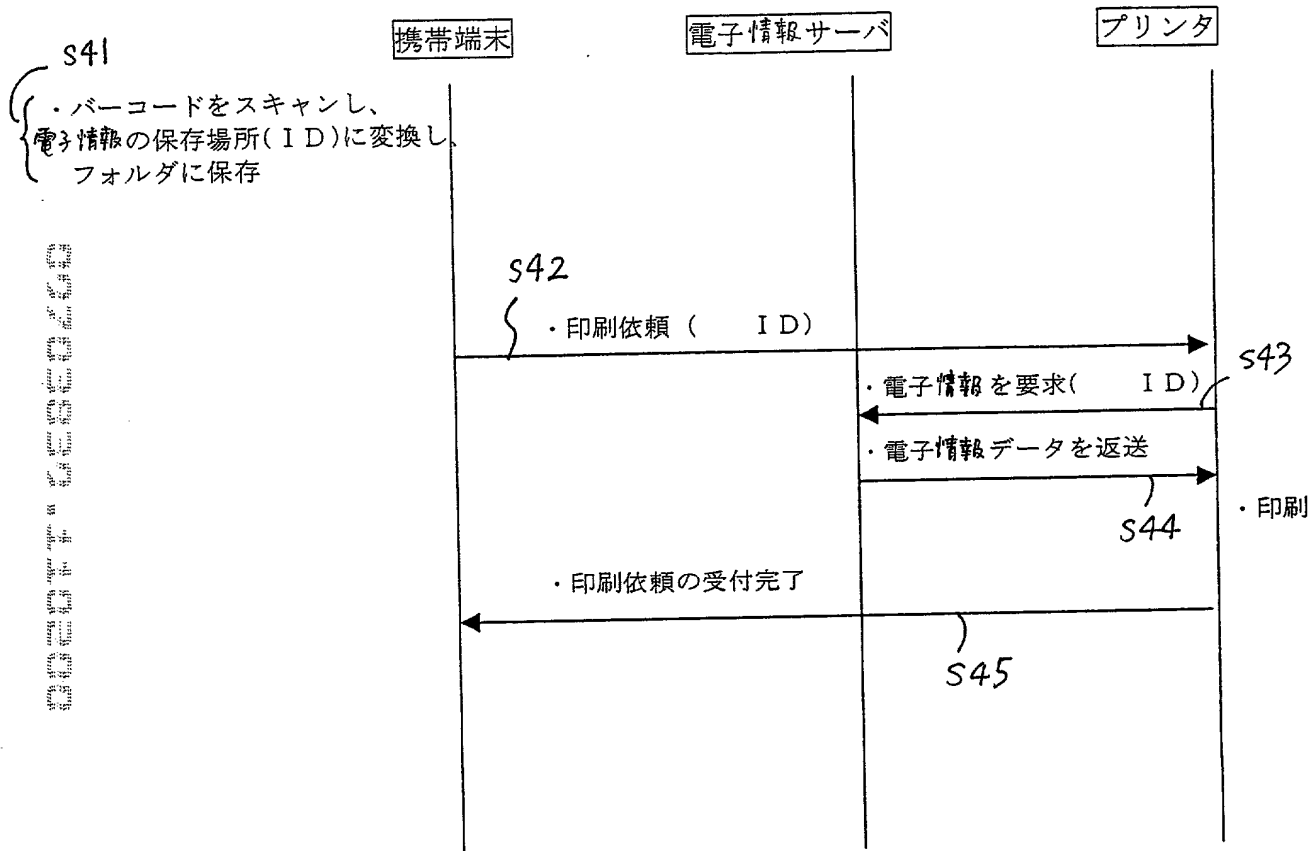 携帯端末
電子情報サーバ
プリンタ
S41
・バーコードをスキャンし、
電子情報の保存場所(ＩＤ)に変換し、
フォルダに保存
S42
・印刷依頼（　　ＩＤ）
S43
・電子情報を要求(　　ＩＤ)
・電子情報データを返送
S44
・印刷
・印刷依頼の受付完了
S45